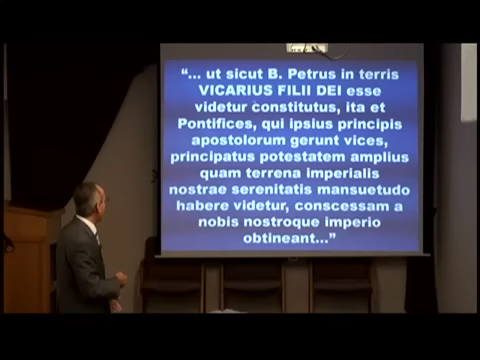 “... ut sicut B. Petrus in terris
VICARIUS FILII DEI esse
videtur constitutus, ita et
Pontifices, qui ipsius principis
apostolorum gerunt vices,
principatus potestatem amplius
quam terrena imperialis
nostrae serenitatis mansuetudo
habere videtur, conscessam a
nobis nostroque imperio
obtineant...”